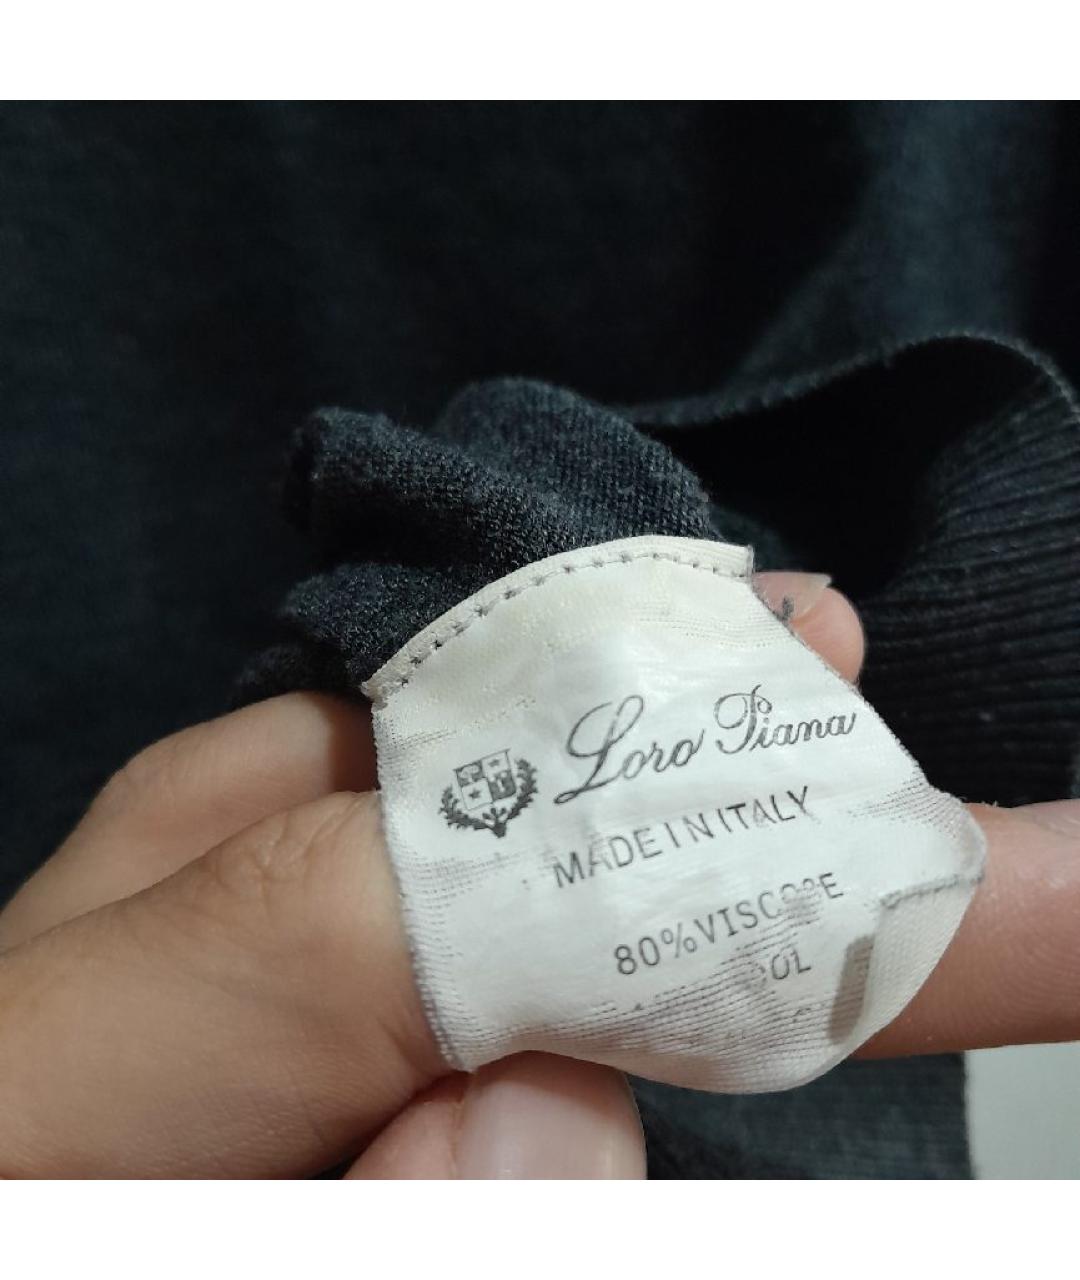 Loro Piana
MADE IN ITALY
80% VISCOSE